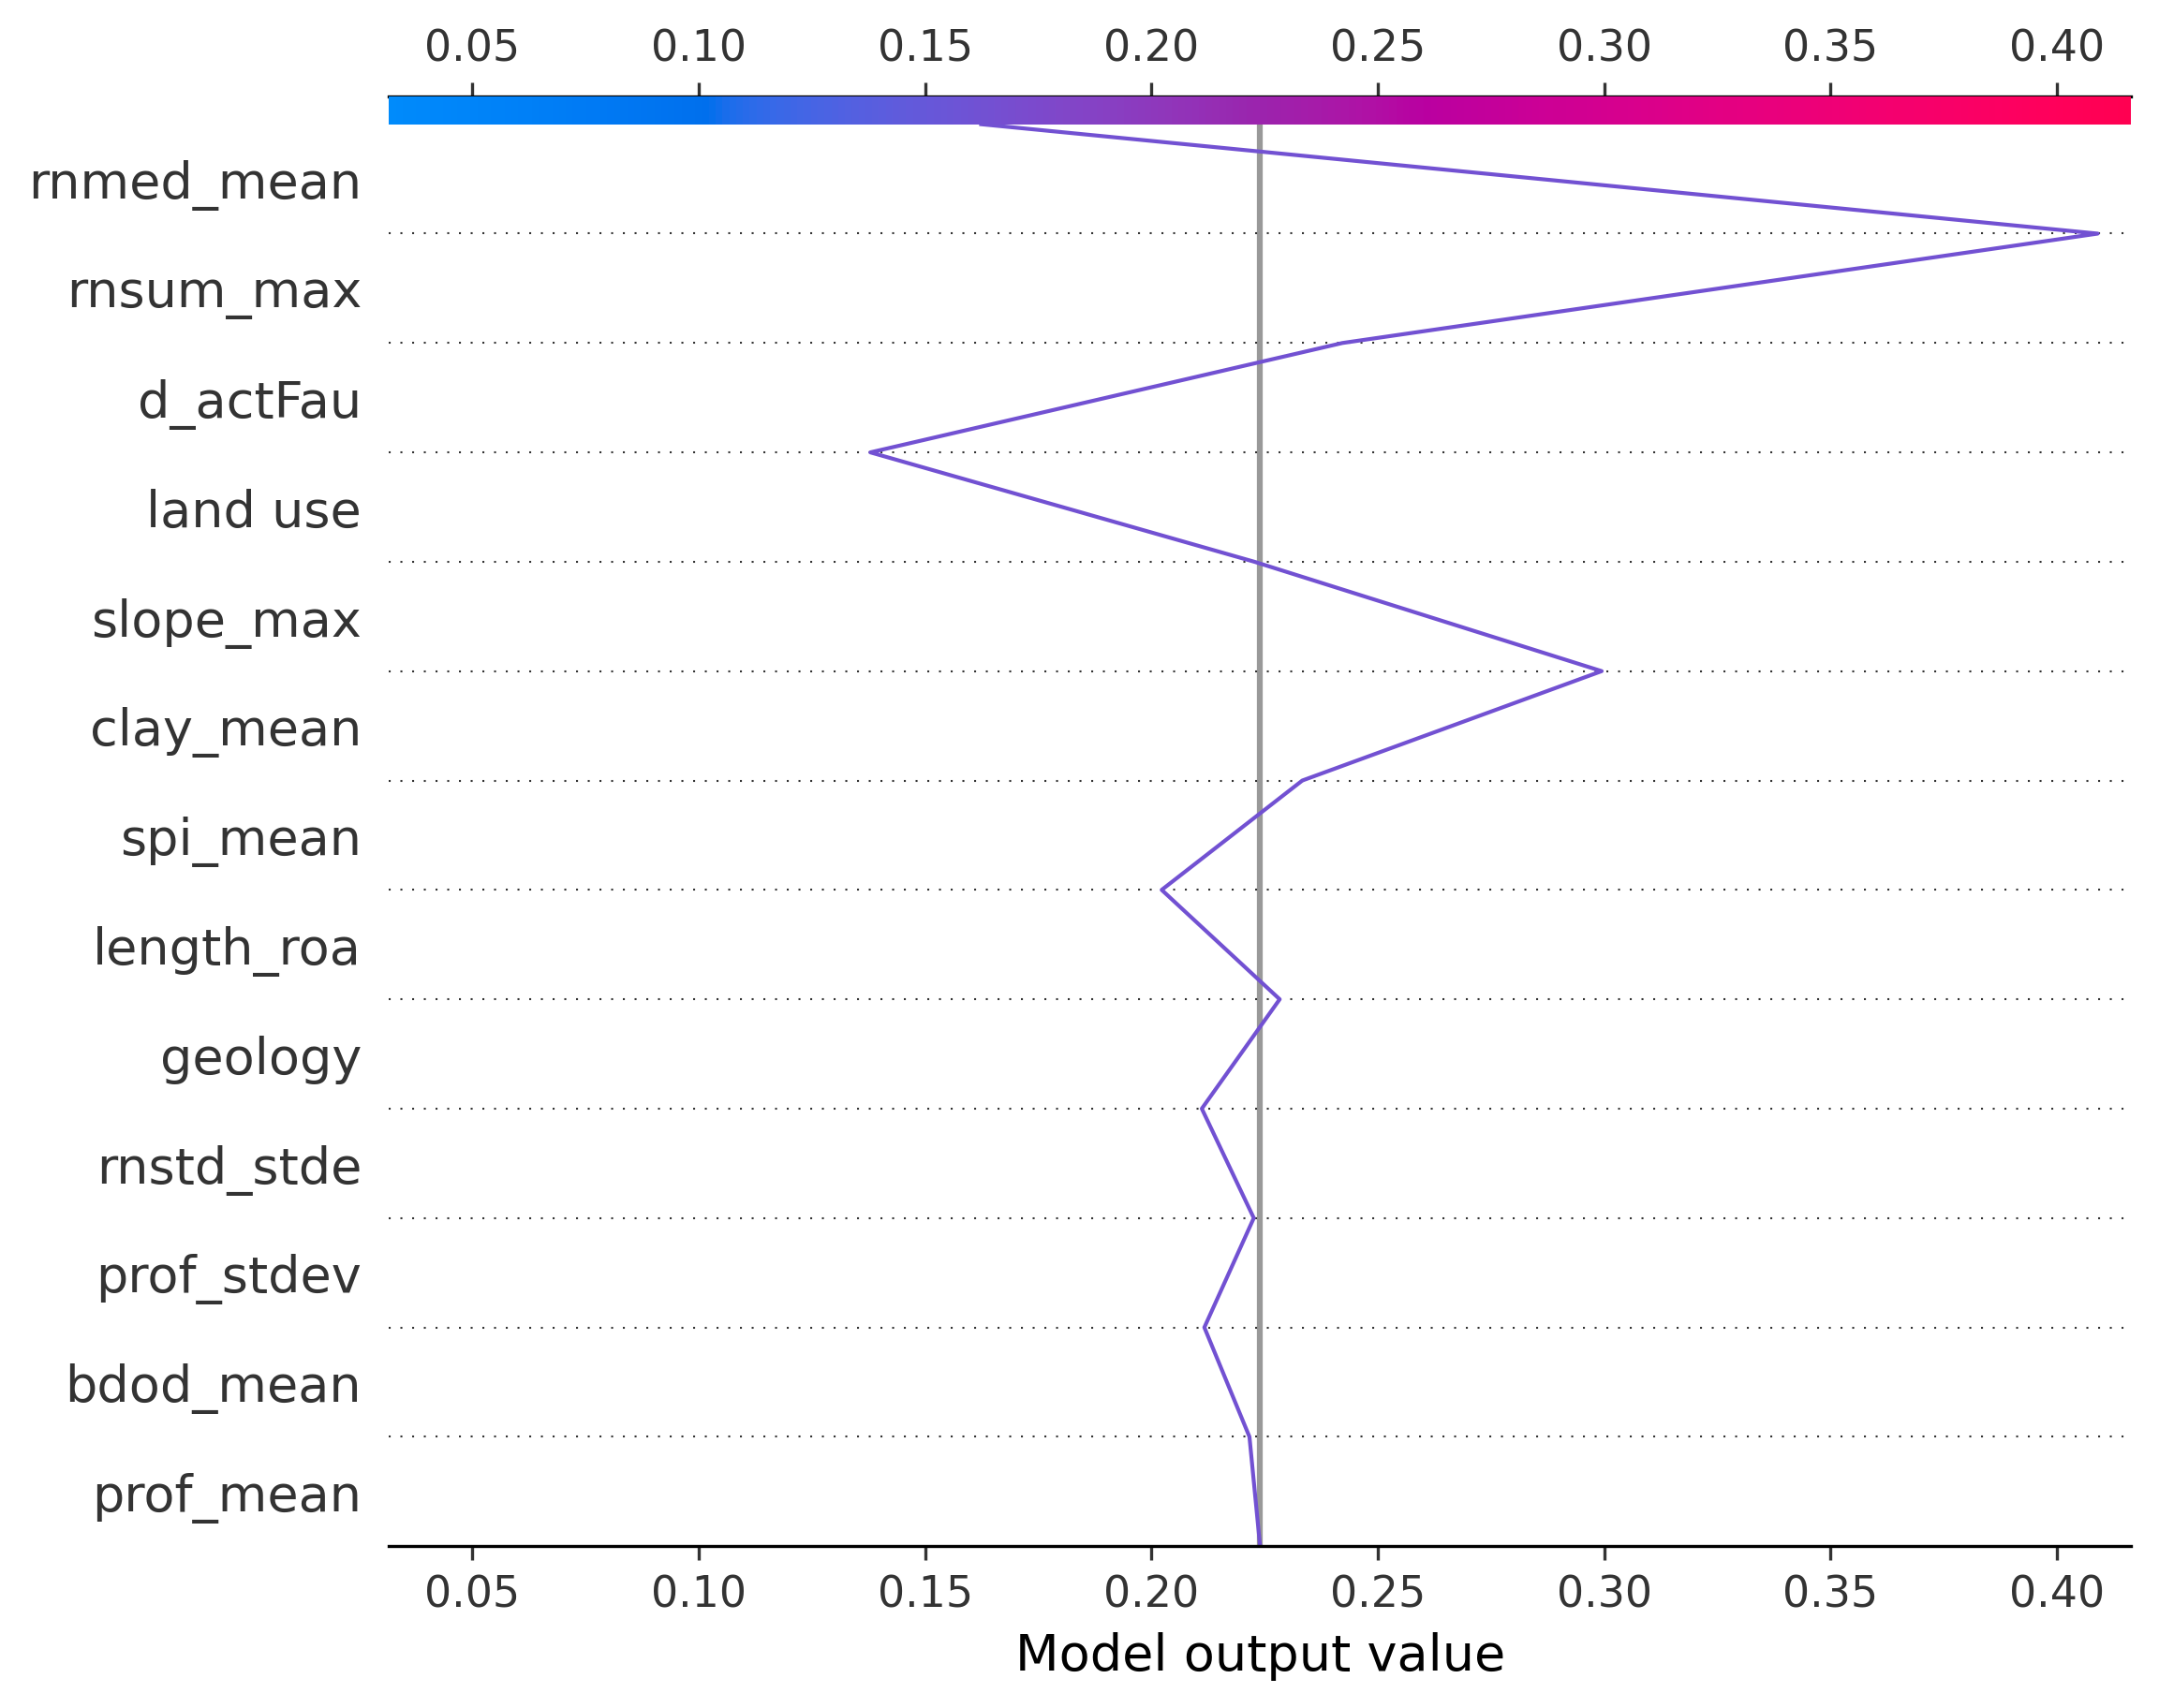 0.05 0.10 0.15 0.20 0.25 0.30 0.35 0.40
rnmed_mean
rnsum_max
d_actFau
land use
slope_max
clay_mean
spi_mean
length_roa
geology
rnstd_stde
prof_stdev
bdod_mean
prof_mean
0.05 0.10 0.15 0.20 0.25 0.30 0.35 0.40
Model output value